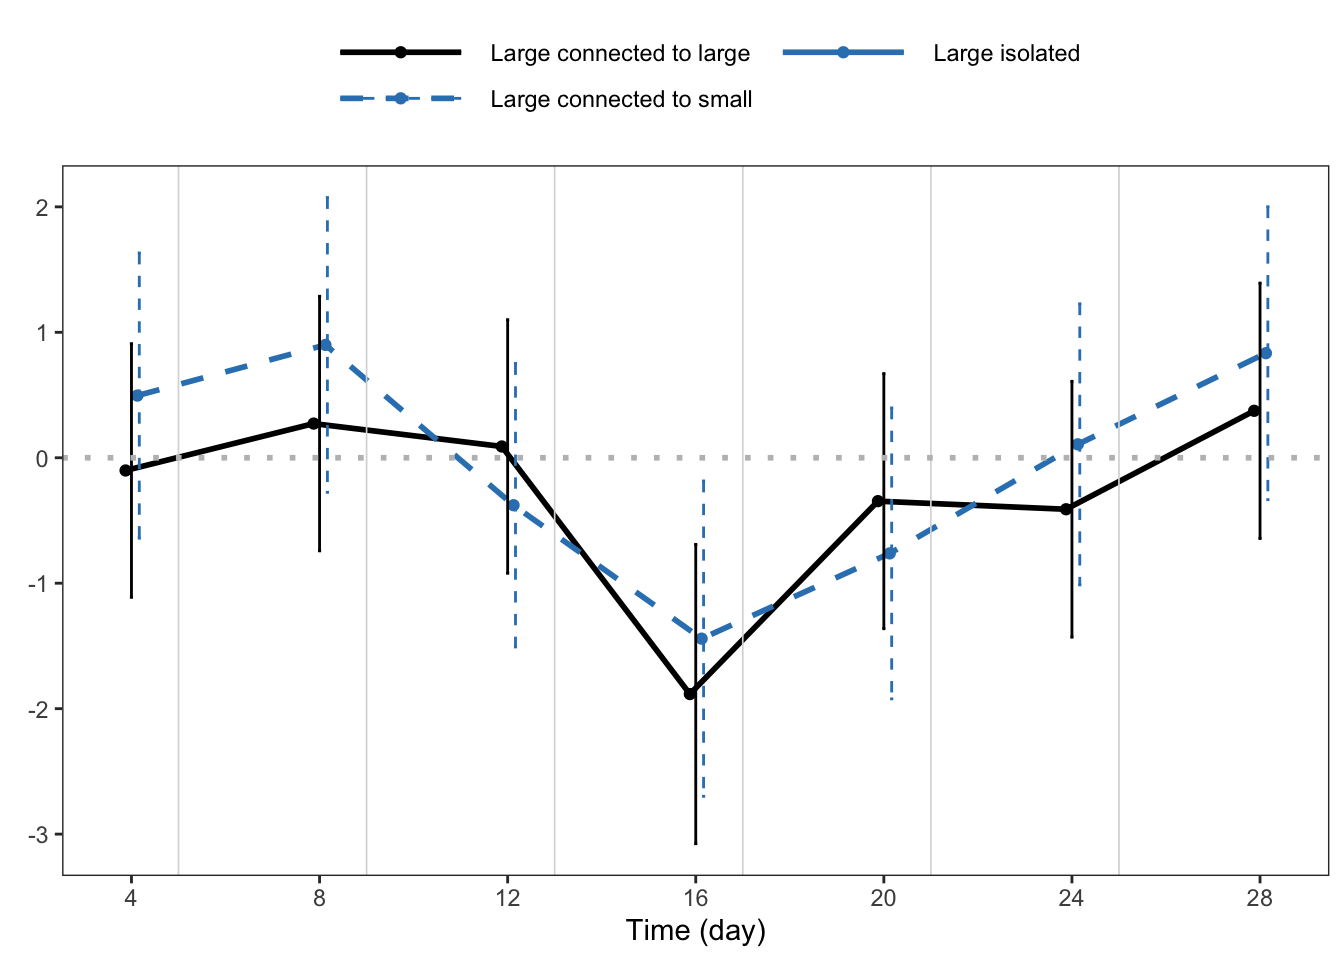 Large connected to large Large isolated
Large connected to small
2
1
0
-1
-2
-3
4 8 12 16 20 24 28
Time (day)